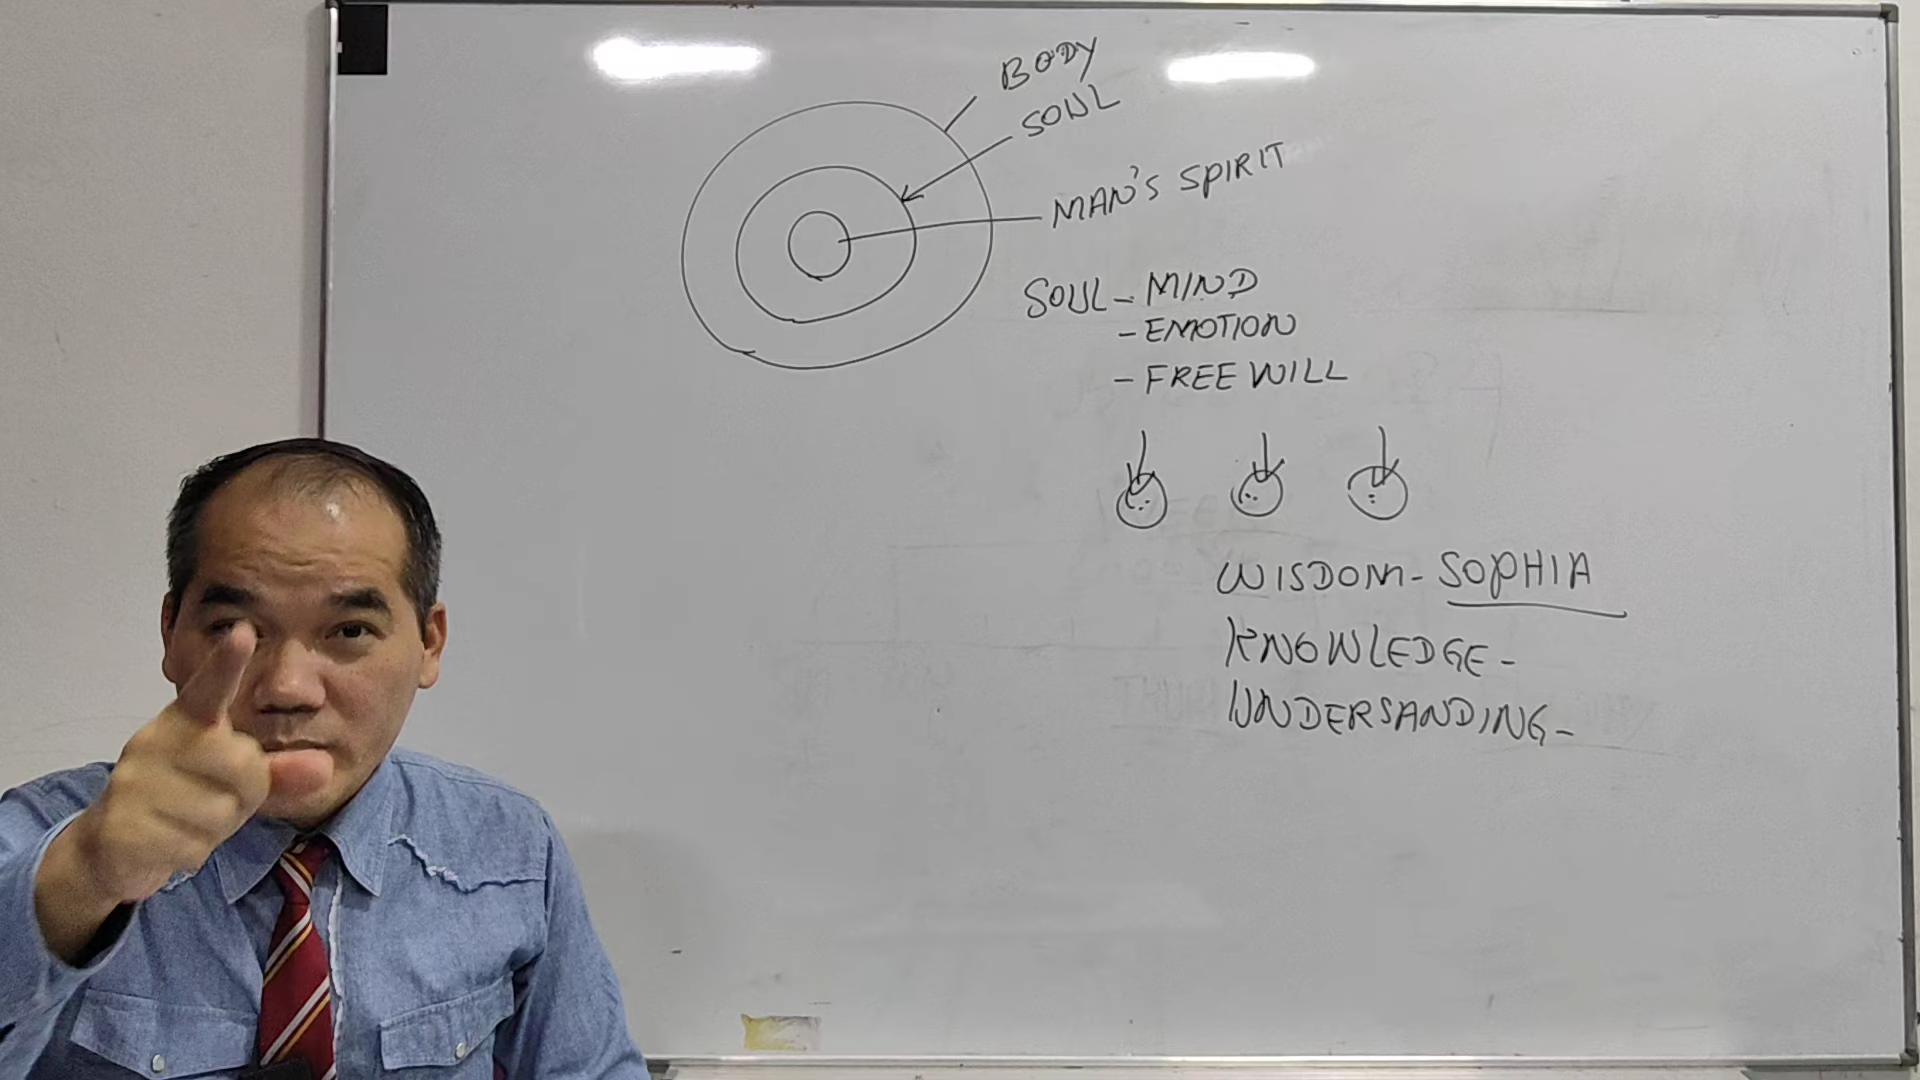 BODY
SOUL
MAN'S SPIRIT
SOUL - MIND
- EMOTION
- FREE WILL
WISDOM - SOPHIA
KNOWLEDGE -
UNDERSANDING -